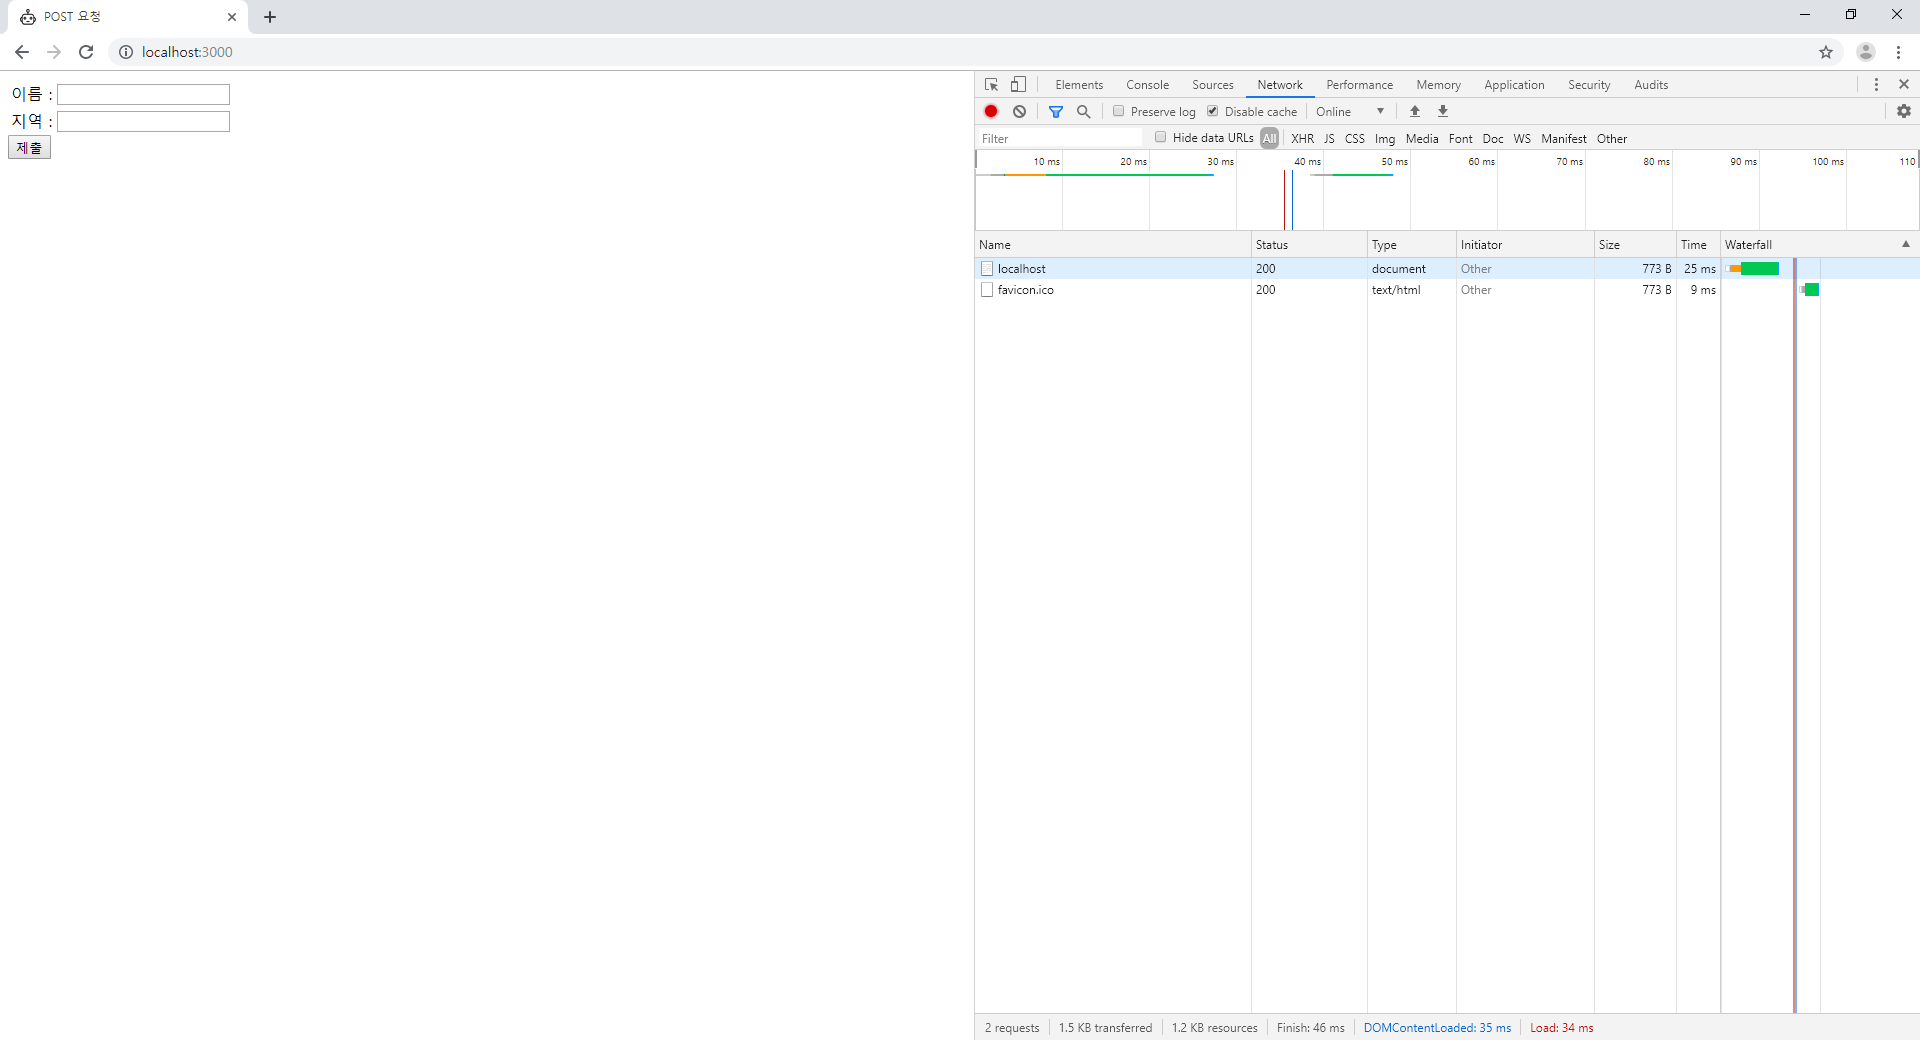 POST 요청
localhost:3000
이름 :
지역 :
제출
Elements Console Sources Network Performance Memory Application Security Audits
Preserve log Disable cache Online
Filter Hide data URLs All XHR JS CSS Img Media Font Doc WS Manifest Other
10 ms 20 ms 30 ms 40 ms 50 ms 60 ms 70 ms 80 ms 90 ms 100 ms 110
Name Status Type Initiator Size Time Waterfall
localhost 200 document Other 773 B 25 ms
favicon.ico 200 text/html Other 773 B 9 ms
2 requests 1.5 KB transferred 1.2 KB resources Finish: 46 ms DOMContentLoaded: 35 ms Load: 34 ms